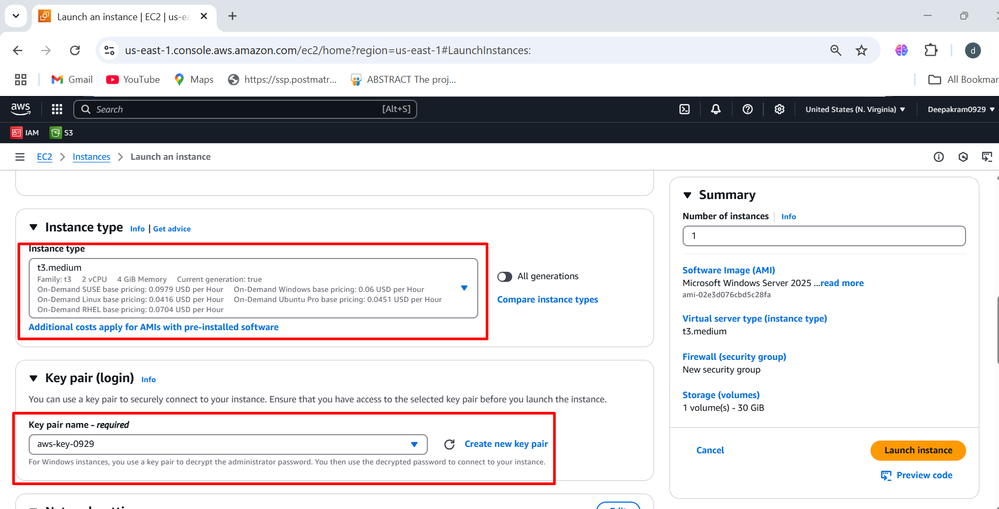 Launch an instance | EC2 | us-ea
us-east-1.console.aws.amazon.com/ec2/home?region=us-east-1#LaunchInstances:
d
Gmail
YouTube
Maps
https://ssp.postmatr...
ABSTRACT The proj...
All Bookmar
aws
Search
[Alt+S]
United States (N. Virginia)
Deepakram0929
IAM
S3
EC2
Instances
Launch an instance
Instance type
Info | Get advice
Instance type
t3.medium
Family: t3 2 vCPU 4 GiB Memory Current generation: true
On-Demand SUSE base pricing: 0.0979 USD per Hour On-Demand Windows base pricing: 0.06 USD per Hour
On-Demand Linux base pricing: 0.0416 USD per Hour On-Demand Ubuntu Pro base pricing: 0.0451 USD per Hour
On-Demand RHEL base pricing: 0.0704 USD per Hour
Additional costs apply for AMIs with pre-installed software
All generations
Compare instance types
Key pair (login)
Info
You can use a key pair to securely connect to your instance. Ensure that you have access to the selected key pair before you launch the instance.
Key pair name - required
aws-key-0929
Create new key pair
For Windows instances, you use a key pair to decrypt the administrator password. You then use the decrypted password to connect to your instance.
Summary
Number of instances
Info
1
Software Image (AMI)
Microsoft Windows Server 2025 ...read more
ami-02e3d076cbd5c28fa
Virtual server type (instance type)
t3.medium
Firewall (security group)
New security group
Storage (volumes)
1 volume(s) - 30 GiB
Cancel
Launch instance
Preview code